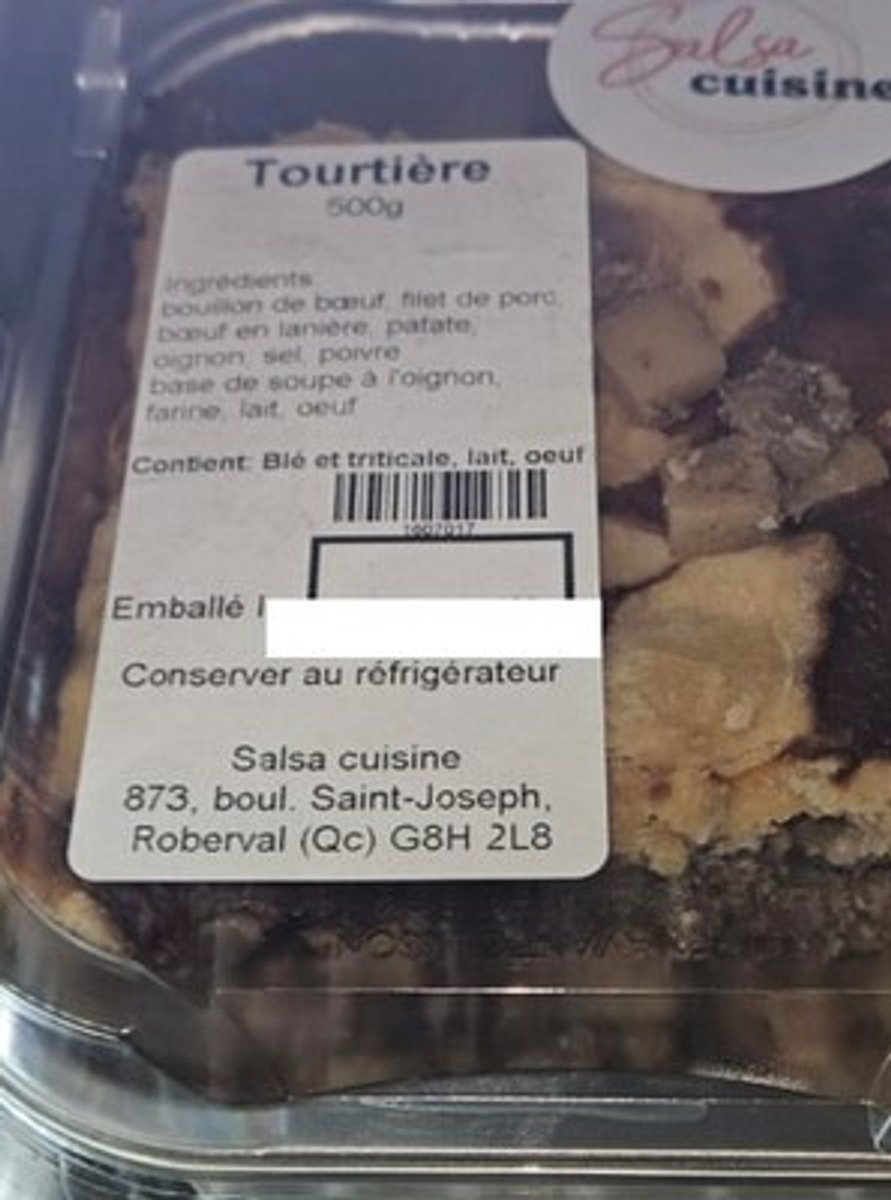 Salsa
cuisine
Tourtière
500g
Ingrédients
bouillon de bœuf, filet de porc,
bœuf en lanière, patate,
oignon, sel, poivre
base de soupe à l'oignon,
farine, lait, oeuf
Contient: Blé et triticale, lait, oeuf
Emballé
Conserver au réfrigérateur
Salsa cuisine
873, boul. Saint-Joseph,
Roberval (Qc) G8H 2L8